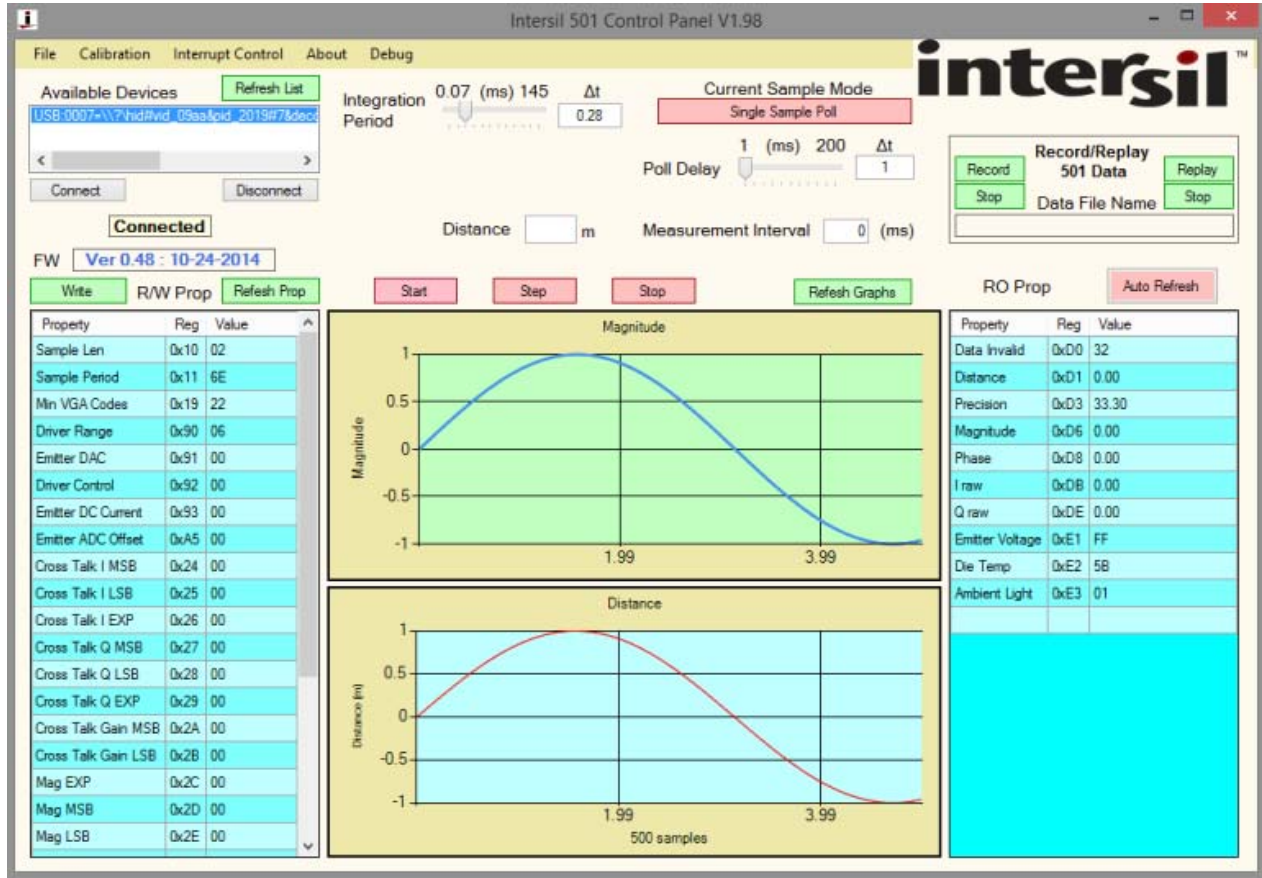 Intersil 501 Control Panel V1.98
File Calibration Interrupt Control About Debug
intersil™
Available Devices Refresh List
USB:0007=\\?\hid#vid_09aa&pid_2019#7&decc
Connect Disconnect
Connected
FW Ver 0.48 : 10-24-2014
Integration Period 0.07 (ms) 145 Δt
0.28
Current Sample Mode
Single Sample Poll
Poll Delay 1 (ms) 200 Δt
1
Distance m
Measurement Interval 0 (ms)
Record/Replay
501 Data
Record Replay
Stop Data File Name Stop
Write R/W Prop Refesh Prop
Start Step Stop Refesh Graphs
RO Prop Auto Refresh
Property Reg Value
Sample Len 0x10 02
Sample Period 0x11 6E
Min VGA Codes 0x19 22
Driver Range 0x90 06
Emitter DAC 0x91 00
Driver Control 0x92 00
Emitter DC Current 0x93 00
Emitter ADC Offset 0xA5 00
Cross Talk I MSB 0x24 00
Cross Talk I LSB 0x25 00
Cross Talk I EXP 0x26 00
Cross Talk Q MSB 0x27 00
Cross Talk Q LSB 0x28 00
Cross Talk Q EXP 0x29 00
Cross Talk Gain MSB 0x2A 00
Cross Talk Gain LSB 0x2B 00
Mag EXP 0x2C 00
Mag MSB 0x2D 00
Mag LSB 0x2E 00
Magnitude
Magnitude
1
0.5
0
-0.5
-1
1.99 3.99
Distance
Distance (m)
1
0.5
0
-0.5
-1
1.99 3.99
500 samples
Property Reg Value
Data Invalid 0xD0 32
Distance 0xD1 0.00
Precision 0xD3 33.30
Magnitude 0xD6 0.00
Phase 0xD8 0.00
I raw 0xDB 0.00
Q raw 0xDE 0.00
Emitter Voltage 0xE1 FF
Die Temp 0xE2 5B
Ambient Light 0xE3 01